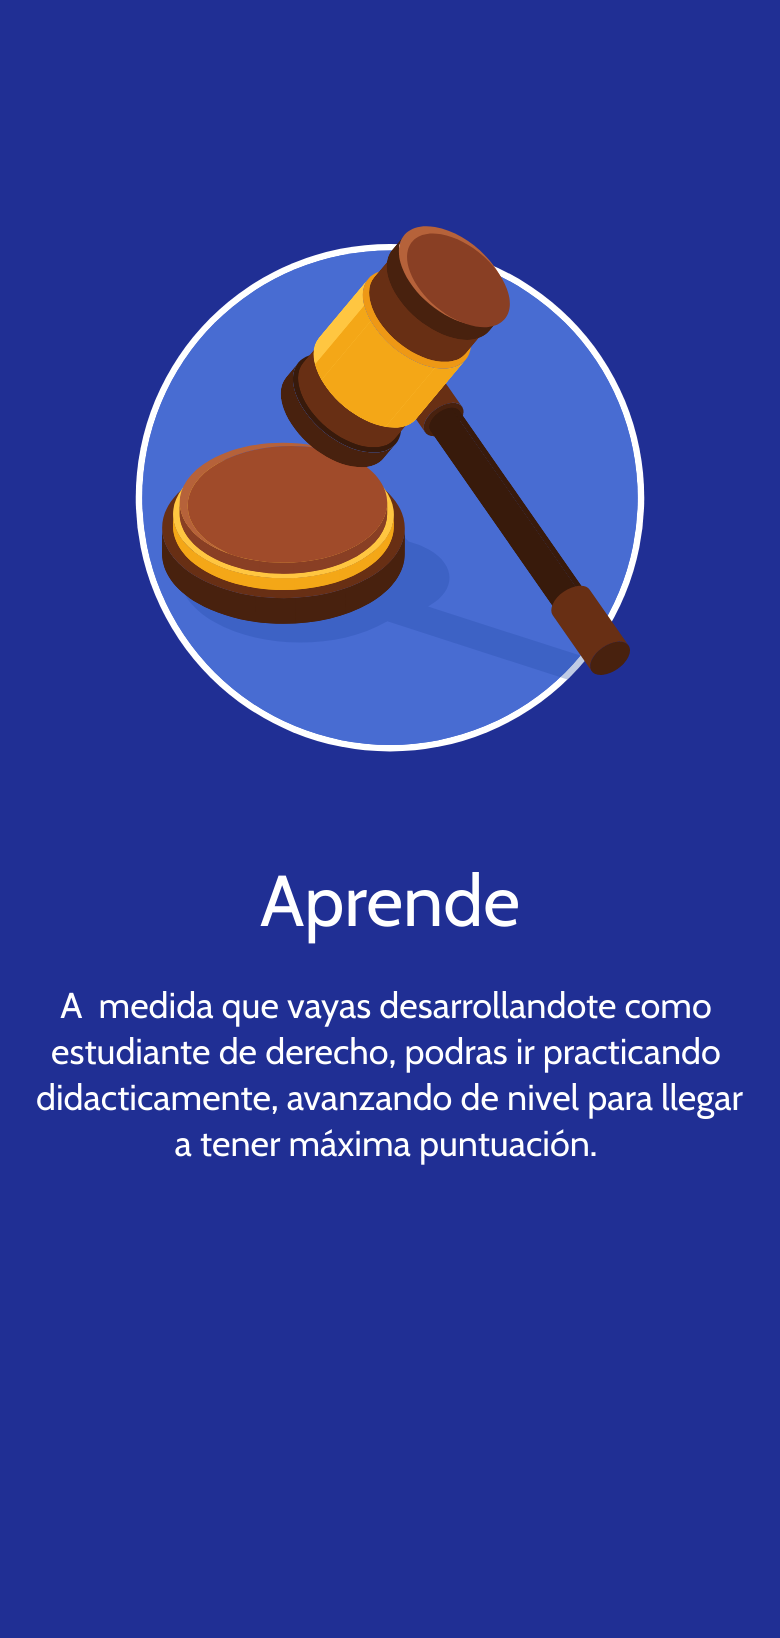 Aprende
A  medida que vayas desarrollandote como
estudiante de derecho, podras ir practicando
didacticamente, avanzando de nivel para llegar
a tener máxima puntuación.